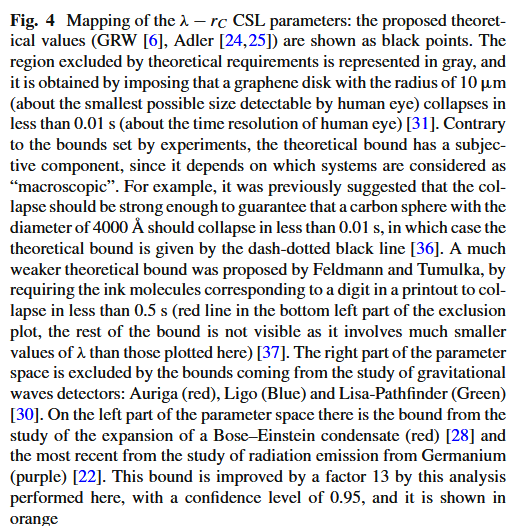 Fig. 4 Mapping of the λ − rC CSL parameters: the proposed theoret-
ical values (GRW [6], Adler [24,25]) are shown as black points. The
region excluded by theoretical requirements is represented in gray, and
it is obtained by imposing that a graphene disk with the radius of 10 µm
(about the smallest possible size detectable by human eye) collapses in
less than 0.01 s (about the time resolution of human eye) [31]. Contrary
to the bounds set by experiments, the theoretical bound has a subjec-
tive component, since it depends on which systems are considered as
“macroscopic”. For example, it was previously suggested that the col-
lapse should be strong enough to guarantee that a carbon sphere with the
diameter of 4000 Å should collapse in less than 0.01 s, in which case the
theoretical bound is given by the dash-dotted black line [36]. A much
weaker theoretical bound was proposed by Feldmann and Tumulka, by
requiring the ink molecules corresponding to a digit in a printout to col-
lapse in less than 0.5 s (red line in the bottom left part of the exclusion
plot, the rest of the bound is not visible as it involves much smaller
values of λ than those plotted here) [37]. The right part of the parameter
space is excluded by the bounds coming from the study of gravitational
waves detectors: Auriga (red), Ligo (Blue) and Lisa-Pathfinder (Green)
[30]. On the left part of the parameter space there is the bound from the
study of the expansion of a Bose–Einstein condensate (red) [28] and
the most recent from the study of radiation emission from Germanium
(purple) [22]. This bound is improved by a factor 13 by this analysis
performed here, with a confidence level of 0.95, and it is shown in
orange